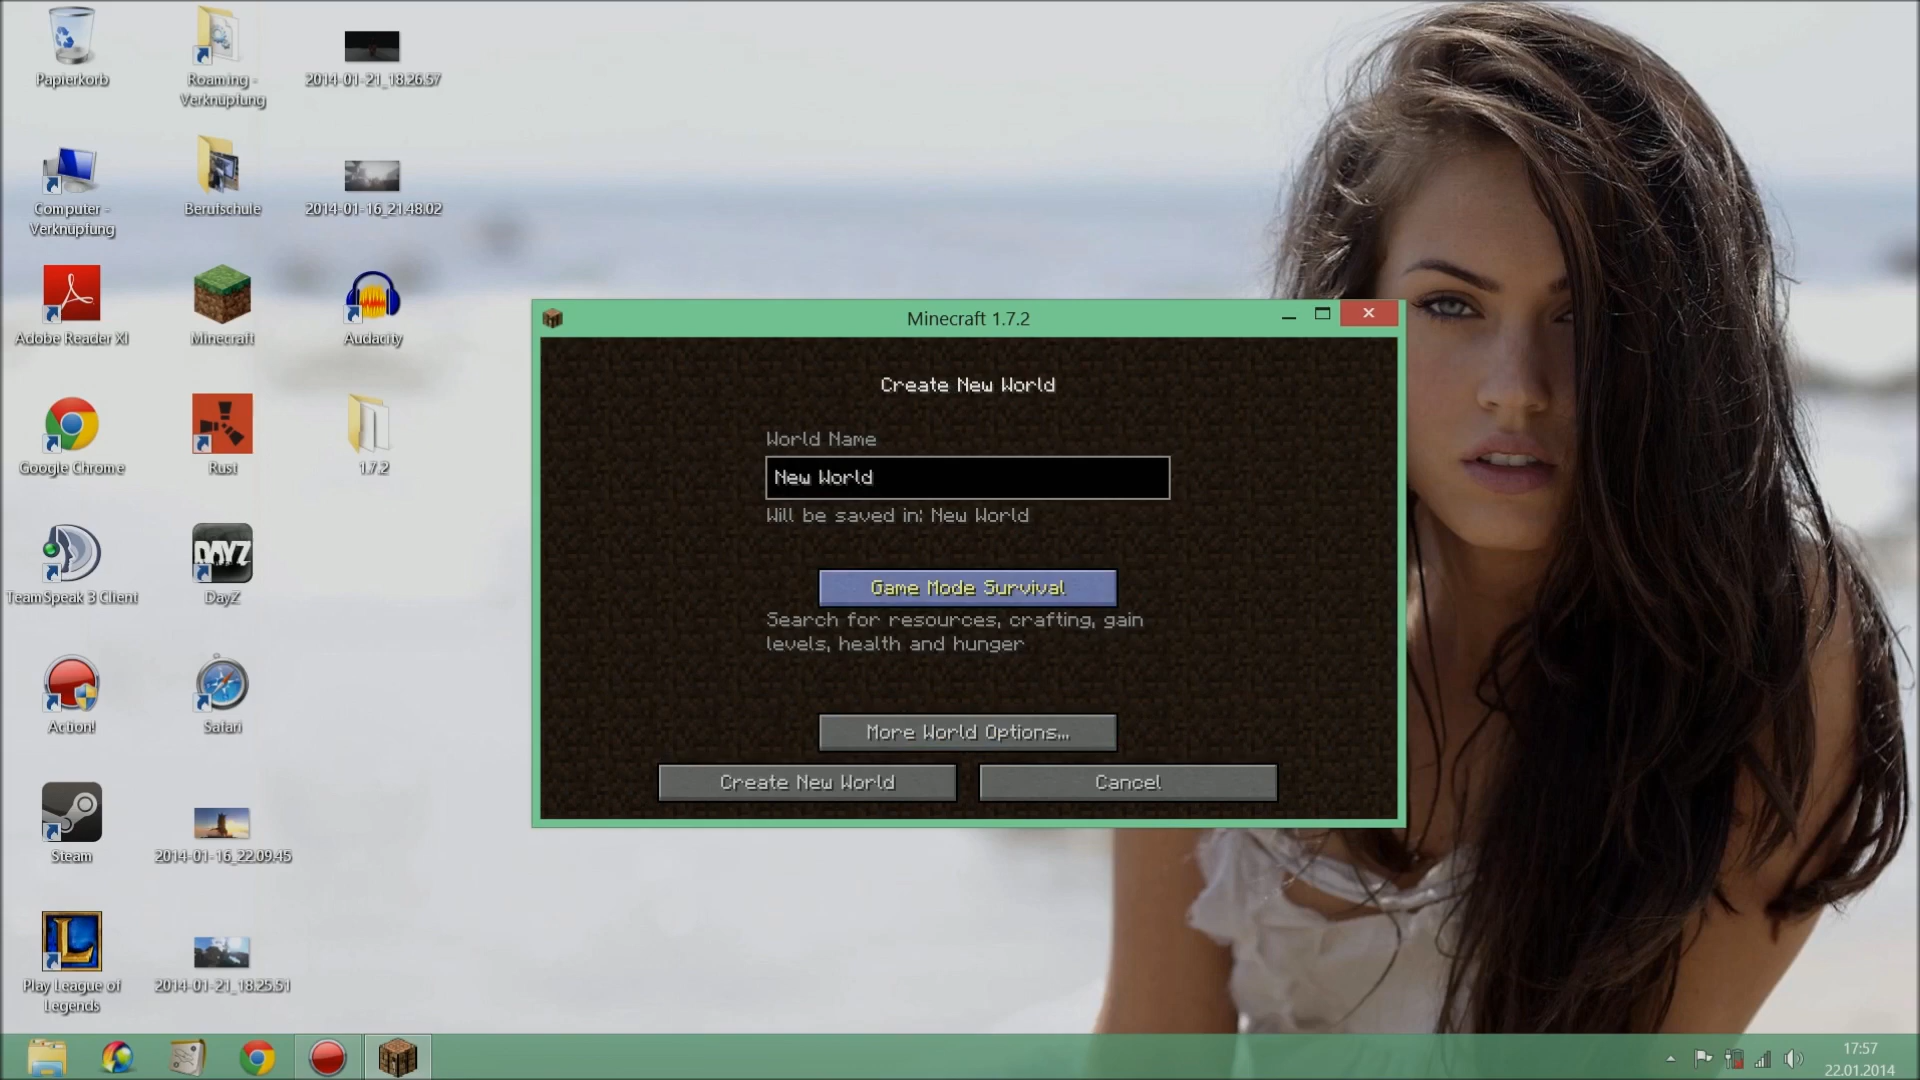 Papierkorb
Roaming -
Verknüpfung
2014-01-21_18.26.57
Computer -
Verknüpfung
Berufschule
2014-01-16_21.48.02
Adobe Reader XI
Minecraft
Audacity
Google Chrome
Rust
1.7.2
TeamSpeak 3 Client
DAYZ
DayZ
Action!
Safari
Steam
2014-01-16_22.09.45
L
Play League of
Legends
2014-01-21_18.25.51
Minecraft 1.7.2
Create New World
World Name
New World
Will be saved in: New World
Game Mode Survival
Search for resources, crafting, gain
levels, health and hunger
More World Options...
Create New World
Cancel
17:57
22.01.2014